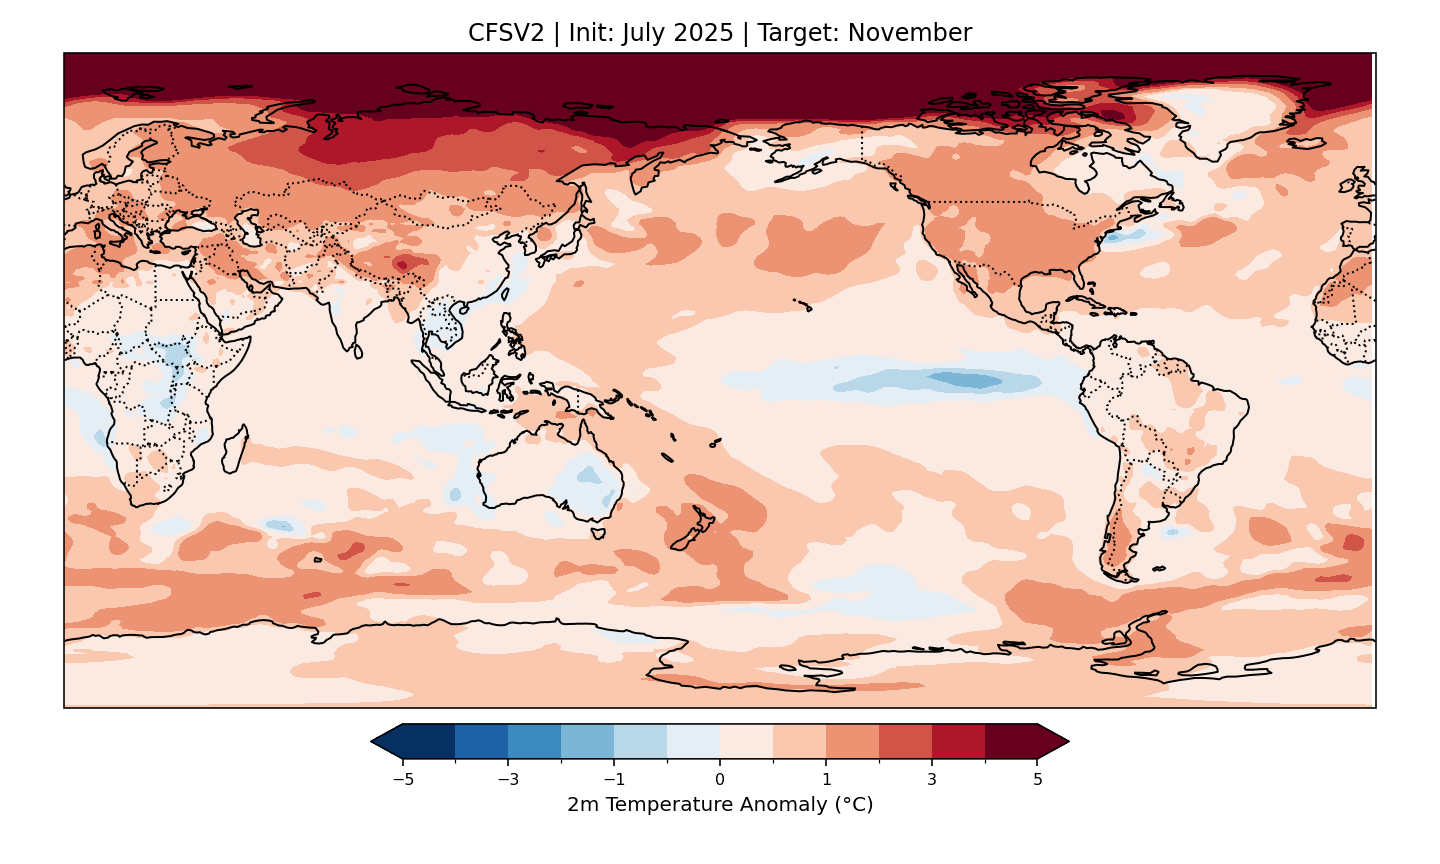 CFSV2 | Init: July 2025 | Target: November
−5 −3 −1 0 1 3 5
2m Temperature Anomaly (°C)